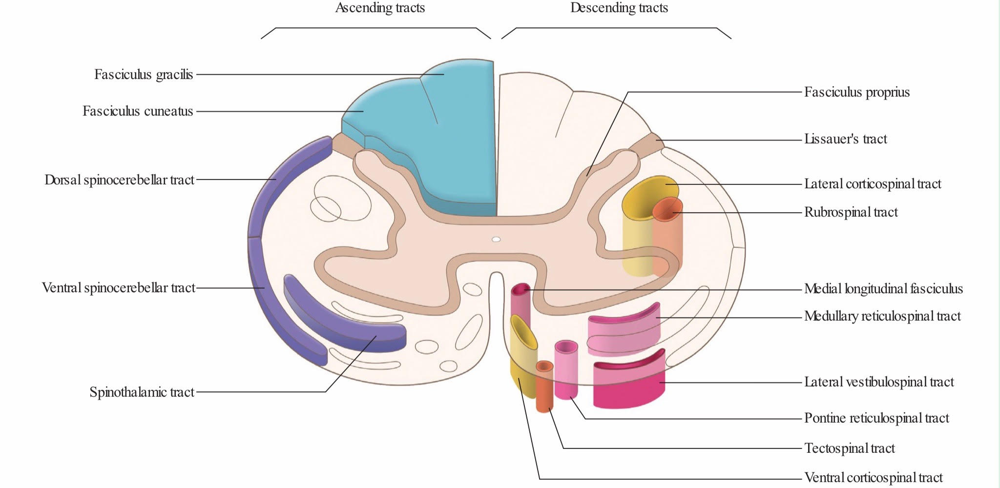 Ascending tracts
Descending tracts
Fasciculus gracilis
Fasciculus cuneatus
Dorsal spinocerebellar tract
Ventral spinocerebellar tract
Spinothalamic tract
Fasciculus proprius
Lissauer's tract
Lateral corticospinal tract
Rubrospinal tract
Medial longitudinal fasciculus
Medullary reticulospinal tract
Lateral vestibulospinal tract
Pontine reticulospinal tract
Tectospinal tract
Ventral corticospinal tract